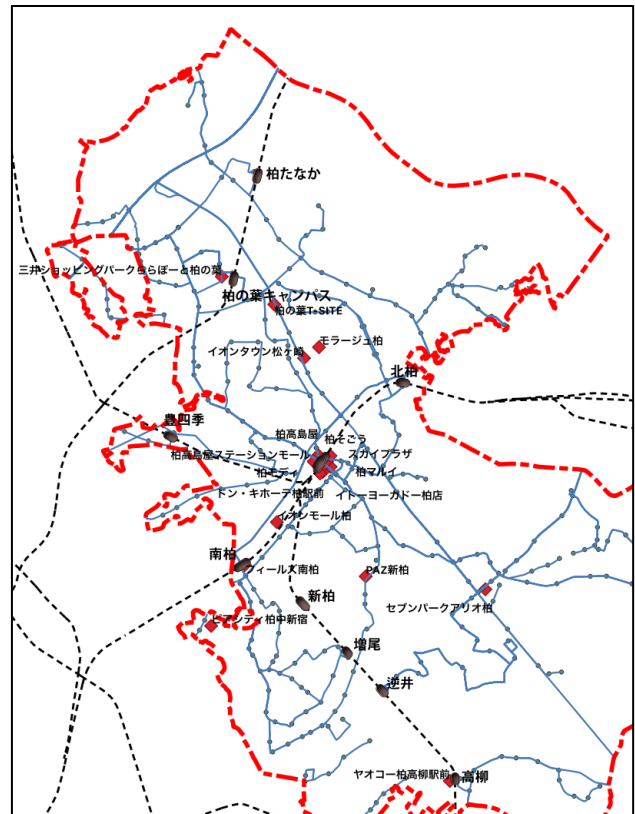 柏たなか
三井ショッピングパークららぽーと柏の葉
柏の葉キャンパス
柏の葉T-SITE
モラージュ柏
イオンタウン松ヶ崎
北柏
豊四季
柏高島屋
柏そごう
柏高島屋ステーションモール
スカイプラザ
柏モディ
柏マルイ
ドン・キホーテ柏駅前
イトーヨーカドー柏店
イオンモール柏
南柏
フィールズ南柏
PAZ新柏
新柏
セブンパークアリオ柏
ビアシティ柏中新宿
増尾
逆井
ヤオコー柏高柳駅前
高柳